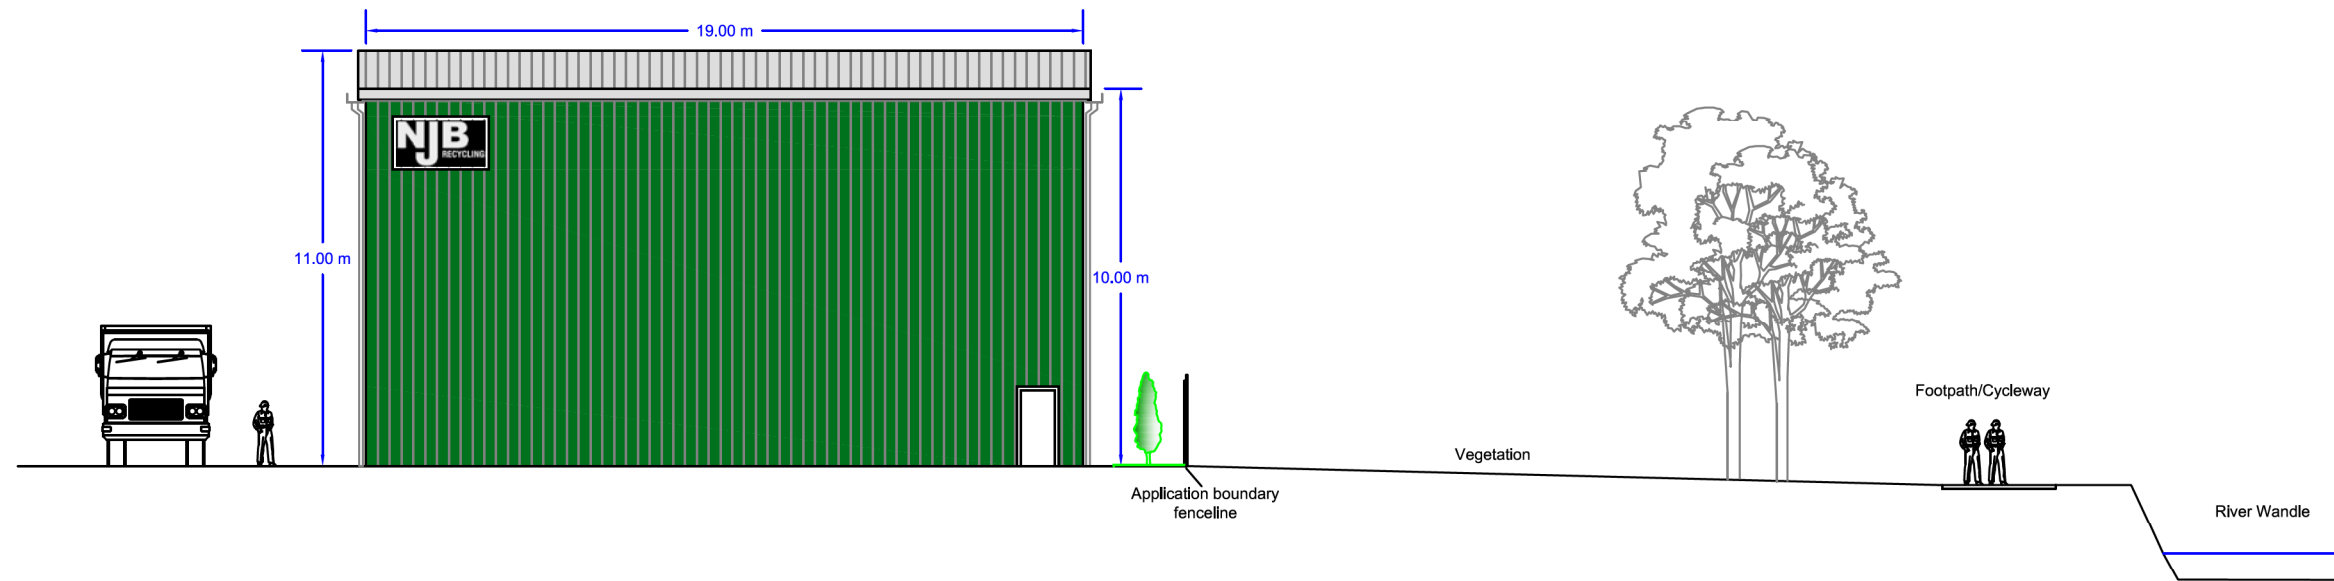 19.00 m
NJB
RECYCLING
11.00 m
10.00 m
Footpath/Cycleway
Vegetation
Application boundary
fenceline
River Wandle